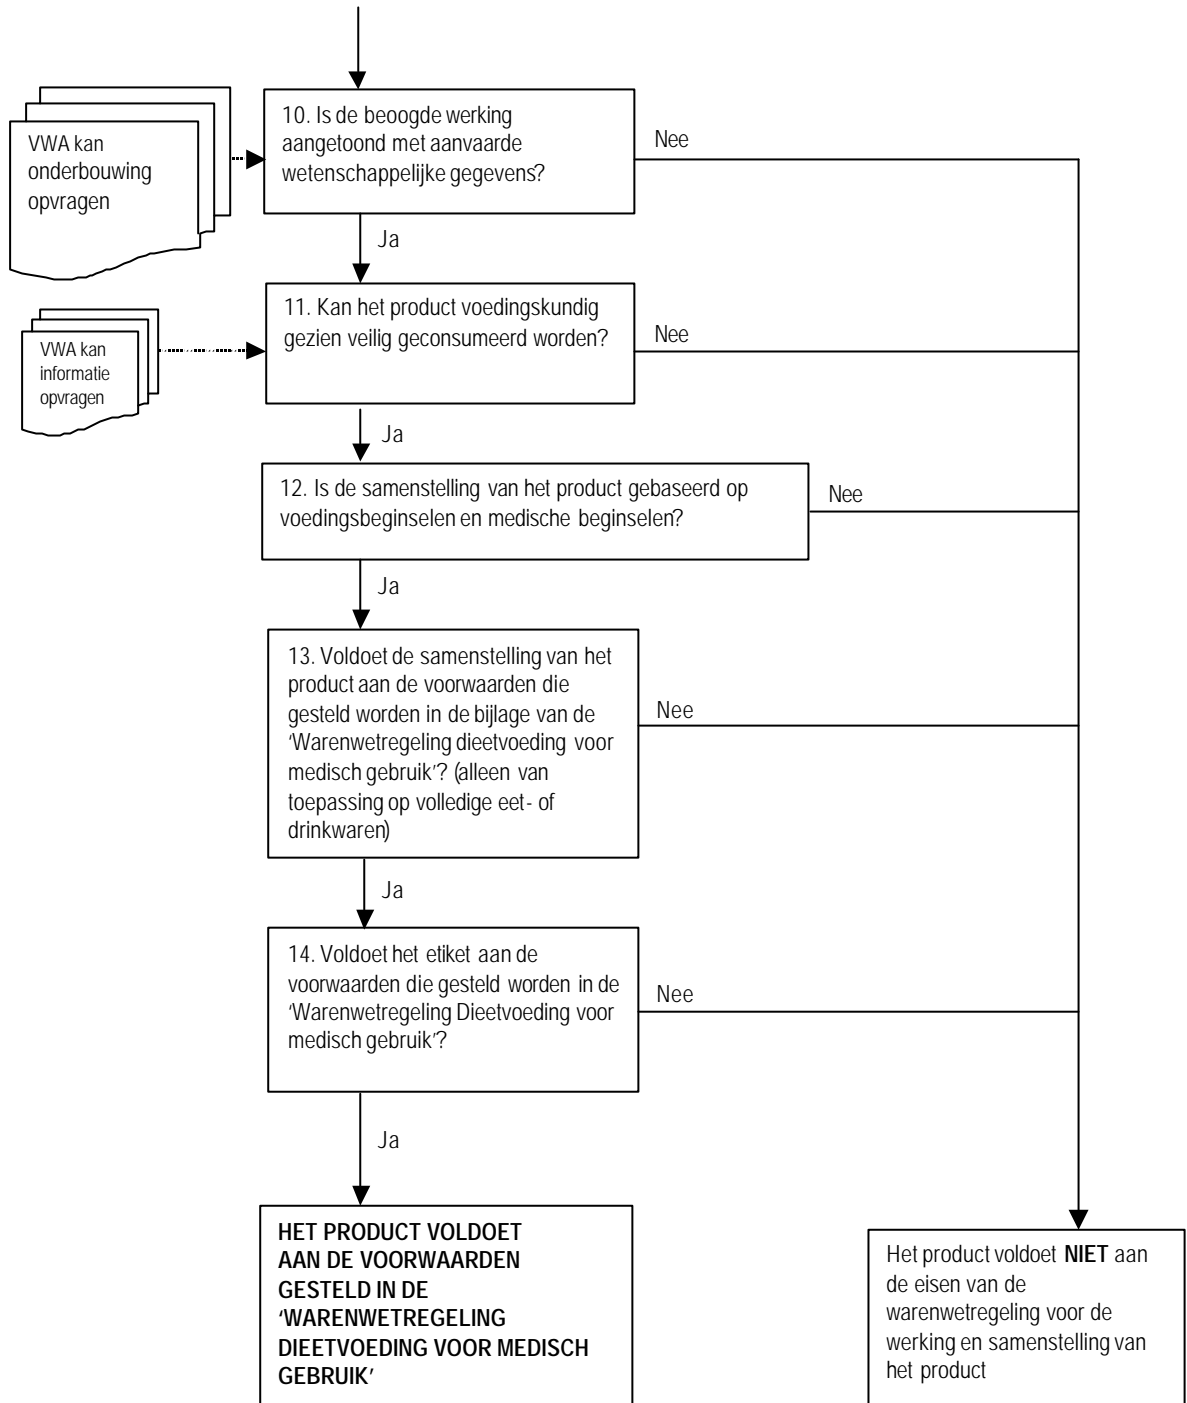 10. Is de beoogde werking
aangetoond met aanvaarde
wetenschappelijke gegevens?
Nee
VWA kan
onderbouwing
opvragen
Ja
11. Kan het product voedingskundig
gezien veilig geconsumeerd worden?
Nee
VWA kan
informatie
opvragen
Ja
12. Is de samenstelling van het product gebaseerd op
voedingsbeginselen en medische beginselen?
Nee
Ja
13. Voldoet de samenstelling van het
product aan de voorwaarden die
gesteld worden in de bijlage van de
‘Warenwetregeling dieetvoeding voor
medisch gebruik’? (alleen van
toepassing op volledige eet- of
drinkwaren)
Nee
Ja
14. Voldoet het etiket aan de
voorwaarden die gesteld worden in de
‘Warenwetregeling Dieetvoeding voor
medisch gebruik’?
Nee
Ja
HET PRODUCT VOLDOET
AAN DE VOORWAARDEN
GESTELD IN DE
‘WARENWETREGELING
DIEETVOEDING VOOR MEDISCH
GEBRUIK’
Het product voldoet NIET aan
de eisen van de
warenwetregeling voor de
werking en samenstelling van
het product